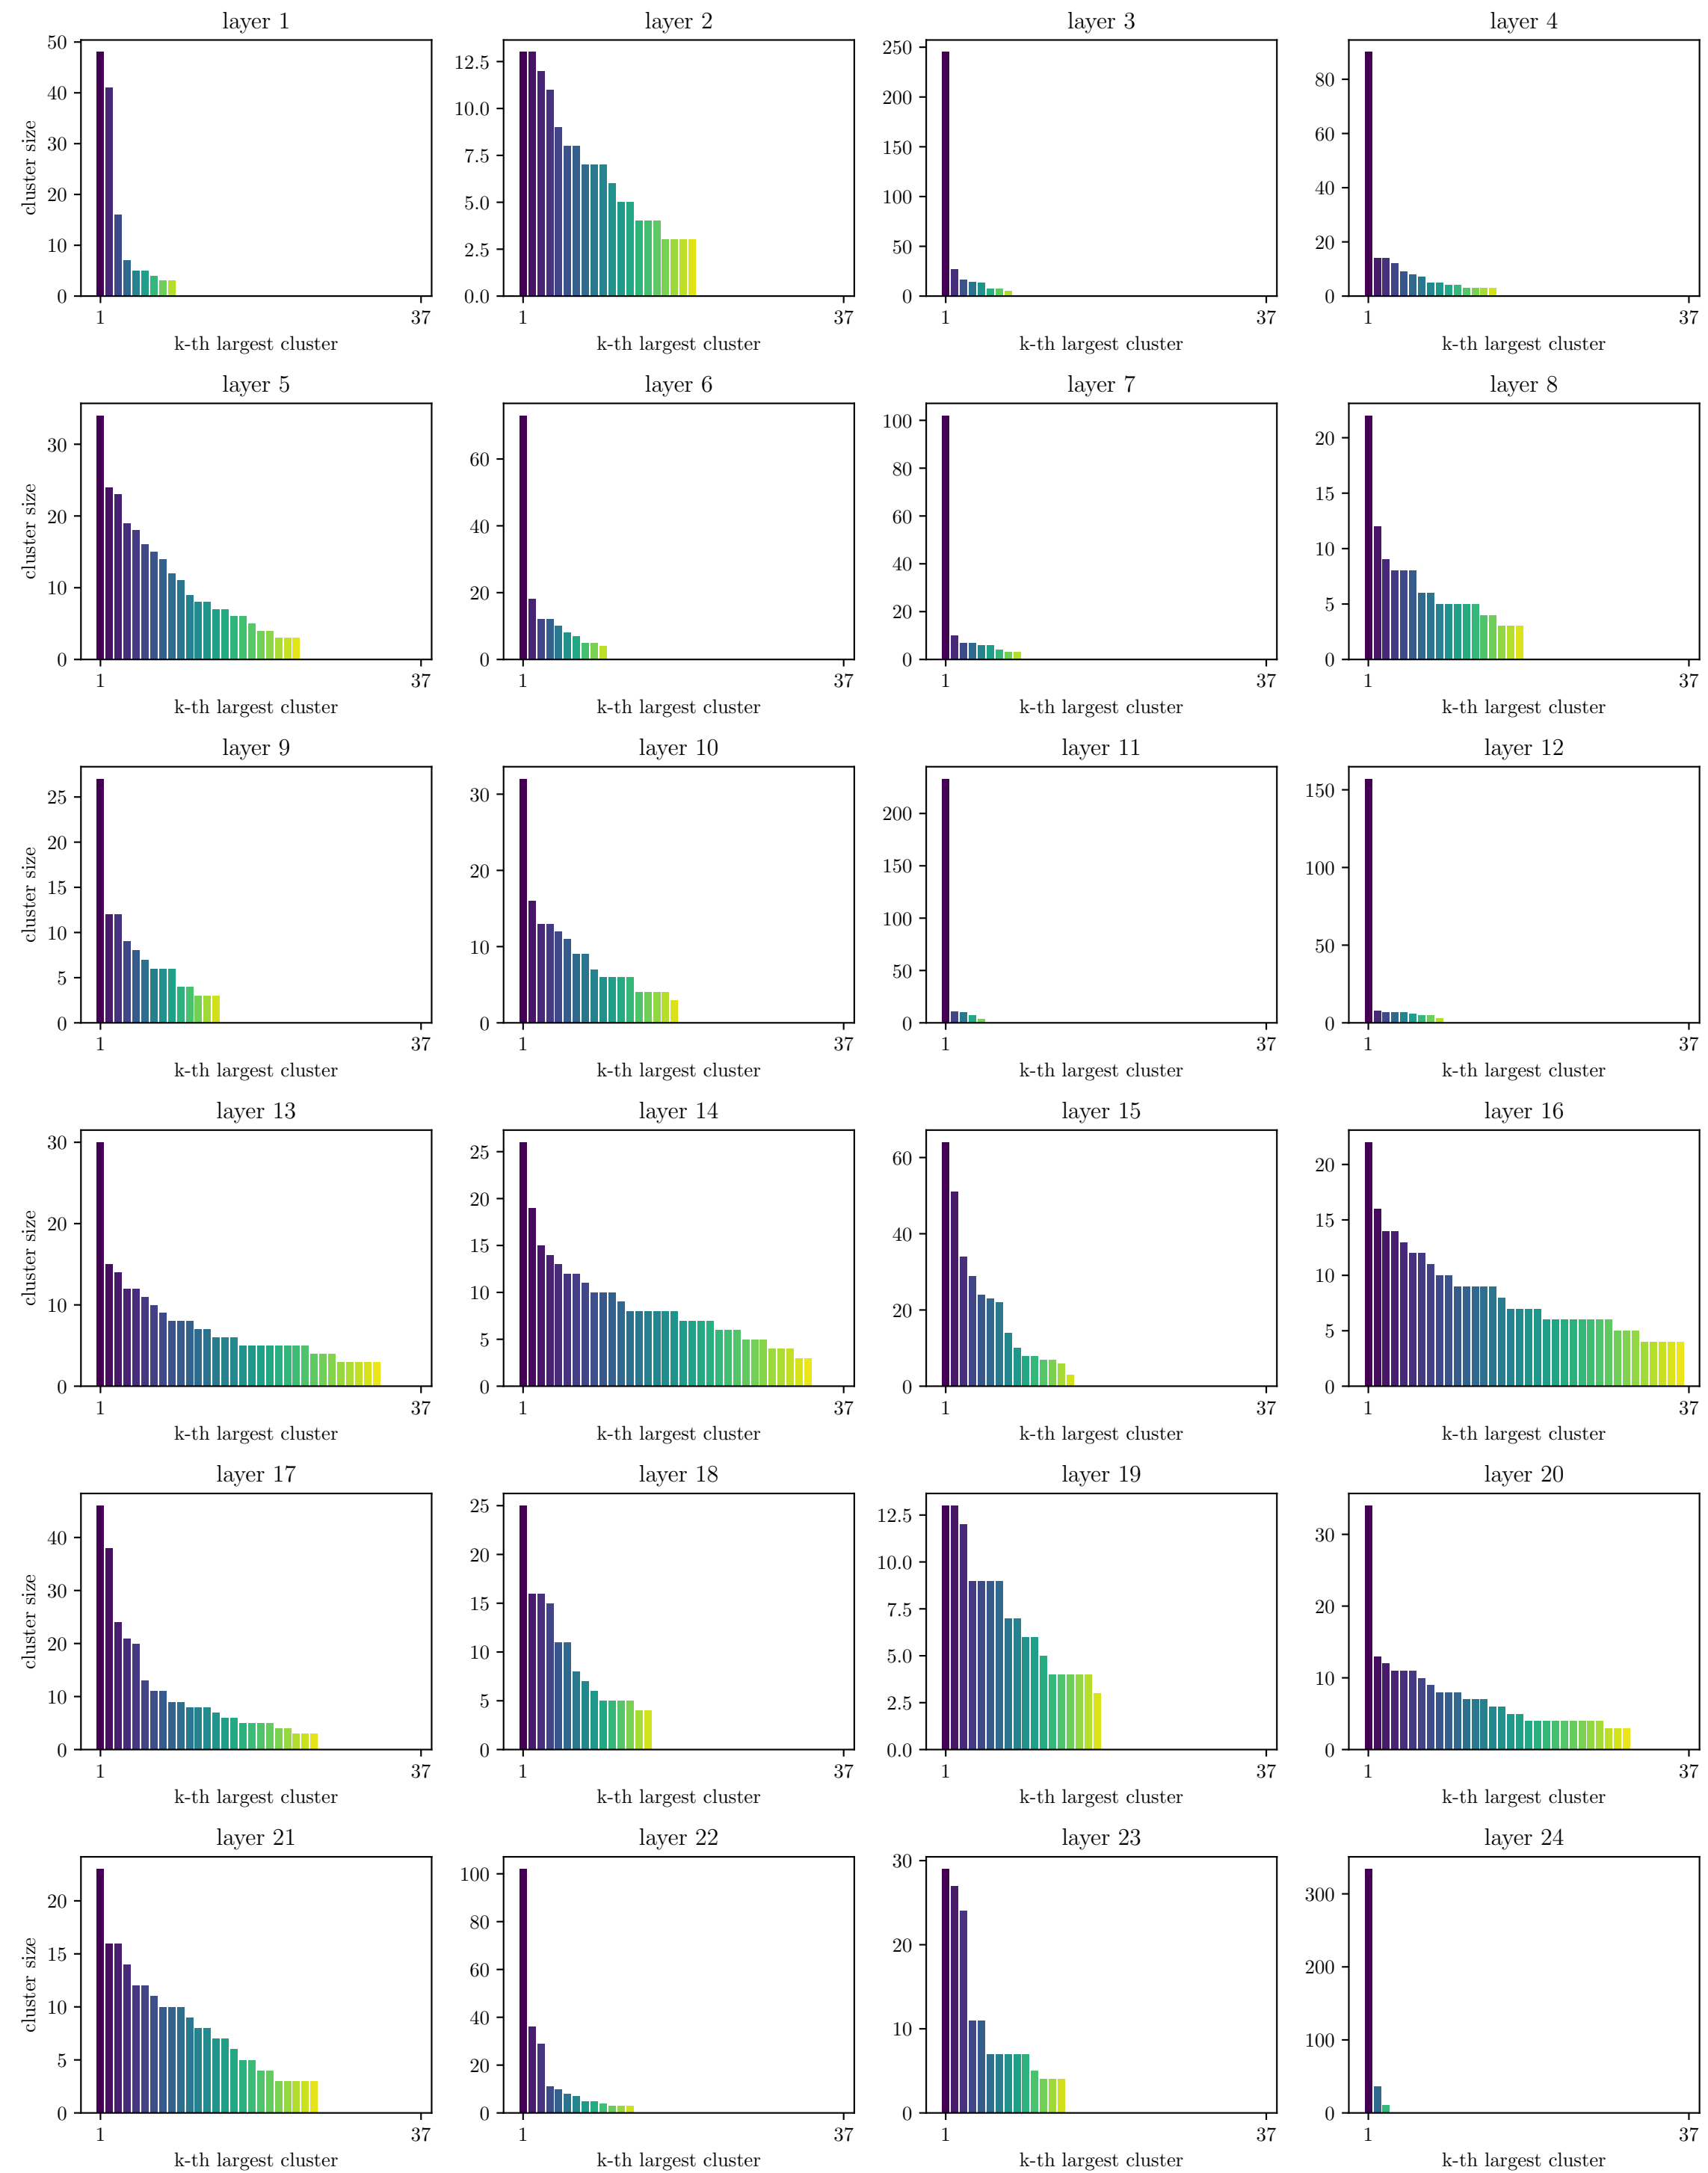 layer 1
50
40
30
20
10
0
cluster size
1 37
k-th largest cluster
layer 2
12.5
10.0
7.5
5.0
2.5
0.0
1 37
k-th largest cluster
layer 3
250
200
150
100
50
0
1 37
k-th largest cluster
layer 4
80
60
40
20
0
1 37
k-th largest cluster
layer 5
30
20
10
0
cluster size
1 37
k-th largest cluster
layer 6
60
40
20
0
1 37
k-th largest cluster
layer 7
100
80
60
40
20
0
1 37
k-th largest cluster
layer 8
20
15
10
5
0
1 37
k-th largest cluster
layer 9
25
20
15
10
5
0
cluster size
1 37
k-th largest cluster
layer 10
30
20
10
0
1 37
k-th largest cluster
layer 11
200
150
100
50
0
1 37
k-th largest cluster
layer 12
150
100
50
0
1 37
k-th largest cluster
layer 13
30
20
10
0
cluster size
1 37
k-th largest cluster
layer 14
25
20
15
10
5
0
1 37
k-th largest cluster
layer 15
60
40
20
0
1 37
k-th largest cluster
layer 16
20
15
10
5
0
1 37
k-th largest cluster
layer 17
40
30
20
10
0
cluster size
1 37
k-th largest cluster
layer 18
25
20
15
10
5
0
1 37
k-th largest cluster
layer 19
12.5
10.0
7.5
5.0
2.5
0.0
1 37
k-th largest cluster
layer 20
30
20
10
0
1 37
k-th largest cluster
layer 21
20
15
10
5
0
cluster size
1 37
k-th largest cluster
layer 22
100
80
60
40
20
0
1 37
k-th largest cluster
layer 23
30
20
10
0
1 37
k-th largest cluster
layer 24
300
200
100
0
1 37
k-th largest cluster